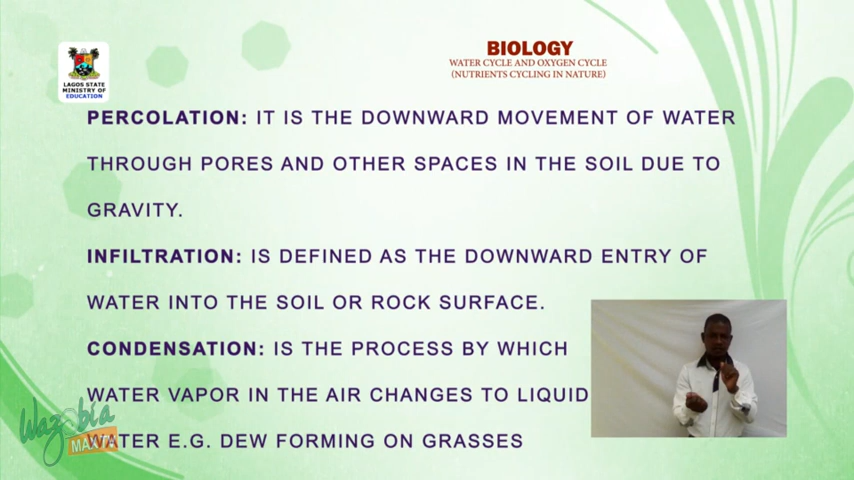 BIOLOGY
WATER CYCLE AND OXYGEN CYCLE
(NUTRIENTS CYCLING IN NATURE)
LAGOS STATE
MINISTRY OF
EDUCATION
PERCOLATION: IT IS THE DOWNWARD MOVEMENT OF WATER
THROUGH PORES AND OTHER SPACES IN THE SOIL DUE TO
GRAVITY.
INFILTRATION: IS DEFINED AS THE DOWNWARD ENTRY OF
WATER INTO THE SOIL OR ROCK SURFACE.
CONDENSATION: IS THE PROCESS BY WHICH
WATER VAPOR IN THE AIR CHANGES TO LIQUID
WATER E.G. DEW FORMING ON GRASSES
Wazobia
MAX TV